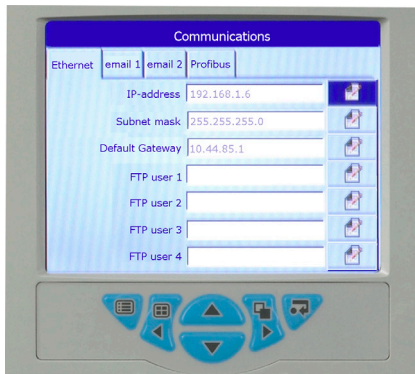 Communications
Ethernet email 1 email 2 Profibus
IP-address 192.168.1.6
Subnet mask 255.255.255.0
Default Gateway 10.44.85.1
FTP user 1
FTP user 2
FTP user 3
FTP user 4